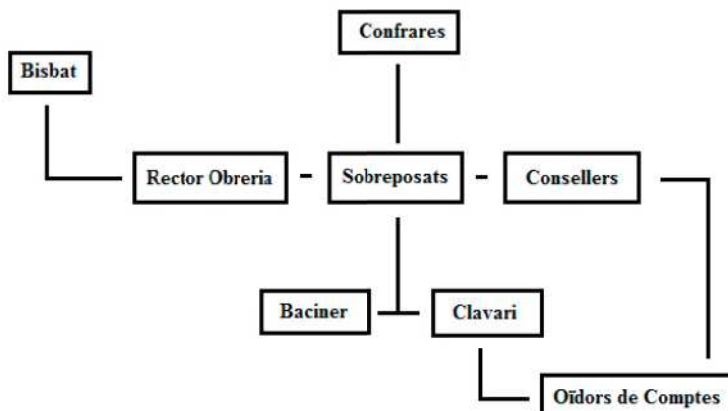 Confrares
Bisbat
Rector Obreria
Sobreposats
Consellers
Baciner
Clavari
Oïdors de Comptes